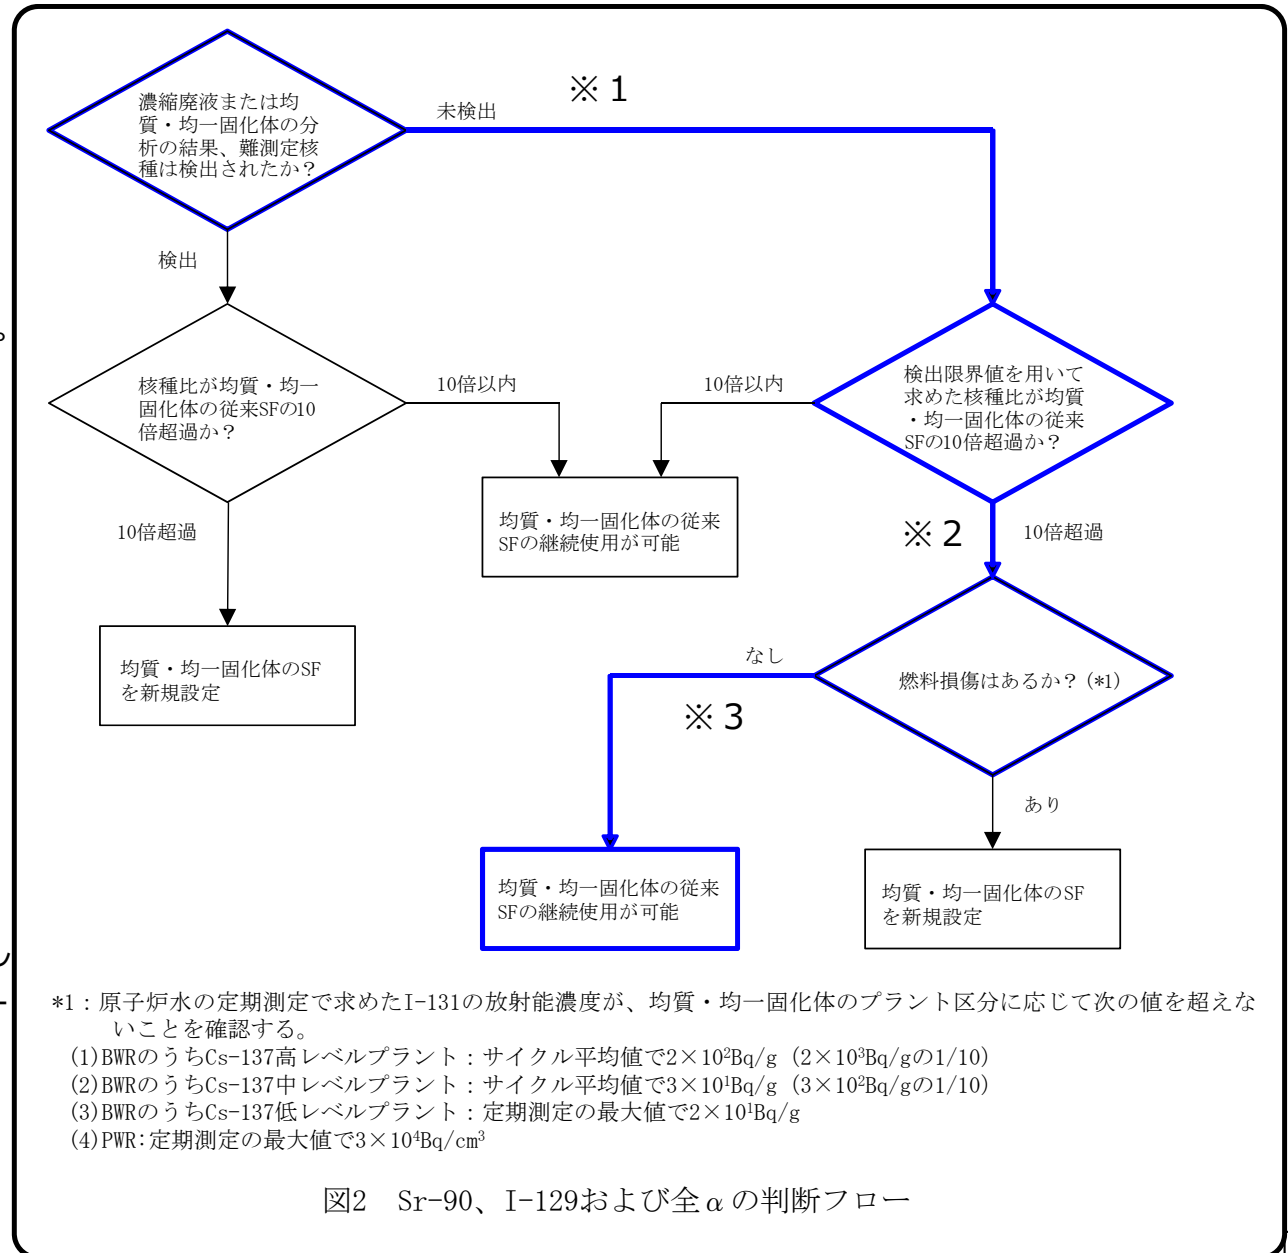 ※１
濃縮廃液または均
質・均一固化体の分
析の結果、難測定核
種は検出されたか？
未検出
検出
核種比が均質・均一
固化体の従来SFの10
倍超過か？
10倍以内
10倍以内
検出限界値を用いて
求めた核種比が均質
・均一固化体の従来
SFの10倍超過か？
均質・均一固化体の従来
SFの継続使用が可能
10倍超過
※２
10倍超過
均質・均一固化体のSF
を新規設定
なし
燃料損傷はあるか？(*1)
※３
あり
均質・均一固化体の従来
SFの継続使用が可能
均質・均一固化体のSF
を新規設定
*1：原子炉水の定期測定で求めたI-131の放射能濃度が、均質・均一固化体のプラント区分に応じて次の値を超えな
いことを確認する。
(1)BWRのうちCs-137高レベルプラント：サイクル平均値で2×10²Bq/g（2×10³Bq/gの1/10）
(2)BWRのうちCs-137中レベルプラント：サイクル平均値で3×10¹Bq/g（3×10²Bq/gの1/10）
(3)BWRのうちCs-137低レベルプラント：定期測定の最大値で2×10¹Bq/g
(4)PWR:定期測定の最大値で3×10⁴Bq/cm³
図2　Sr-90、I-129および全αの判断フロー